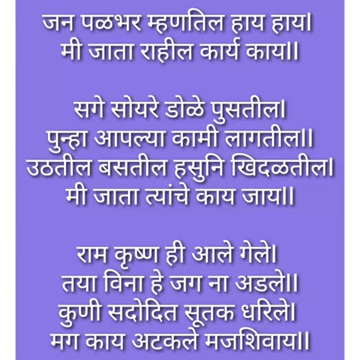 जन पळभर म्हणतिल हाय हाय।
मी जाता राहील कार्य काय॥
सगे सोयरे डोळे पुसतील।
पुन्हा आपल्या कामी लागतील॥
उठतील बसतील हसुनि खिदळतील।
मी जाता त्यांचे काय जाय॥
राम कृष्ण ही आले गेले।
तया विना हे जग ना अडले॥
कुणी सदोदित सूतक धरिले।
मग काय अटकले मजशिवाय॥